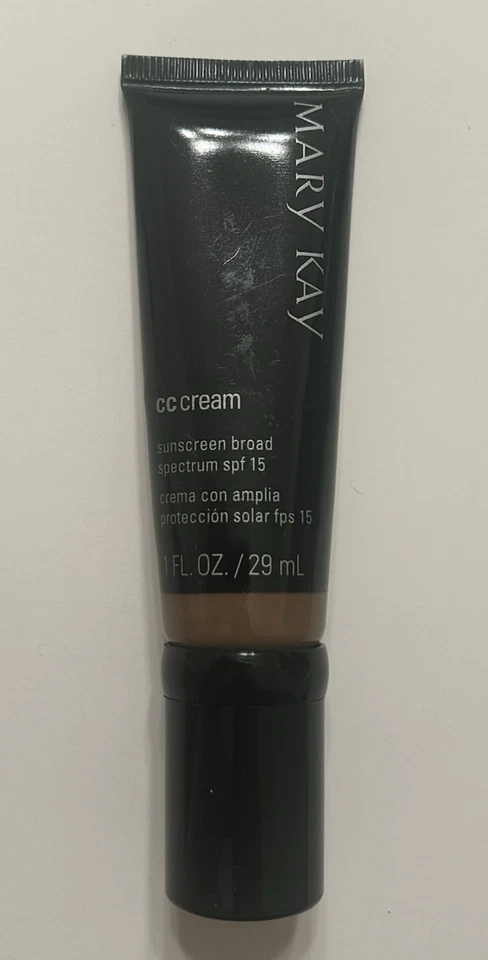 MARY KAY
cc cream
sunscreen broad
spectrum spf 15
crema con amplia
protección solar fps 15
1 FL. OZ. / 29 mL